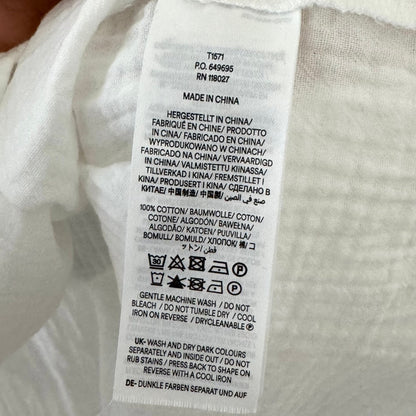 T1571
P.O. 649695
RN 118027
MADE IN CHINA
HERGESTELLT IN CHINA/
FABRIQUÉ EN CHINE/ PRODOTTO
IN CINA/ FABRICADO EN CHINA/
WYPRODUKOWANO W CHINACH/
FABRICADO NA CHINA/ VERVAARDIGD
IN CHINA/ VALMISTETTU KIINASSA/
TILLVERKAD I KINA/ FREMSTILLET I
KINA/ PRODUSERT I KINA/ СДЕЛАНО В
КИТАЕ/ 中国制造/ 中国製/ صنع في الصين
100% COTTON/ BAUMWOLLE/ COTON/
COTONE/ ALGODÓN/ BAWEŁNA/
ALGODÃO/ KATOEN/ PUUVILLA/
BOMULL/ BOMULD/ ХЛОПОК/ 棉/ コ
ットン/ قطن
30 P
P
GENTLE MACHINE WASH / DO NOT
BLEACH / DO NOT TUMBLE DRY / COOL
IRON ON REVERSE / DRYCLEANABLE
UK- WASH AND DRY DARK COLOURS
SEPARATELY AND INSIDE OUT/ DO NOT
RUB STAINS / PLACE DECORATION IN
REVERSE WITH A COOL IRON
DE- DUNKLE FARBEN SEPARAT UND AUF